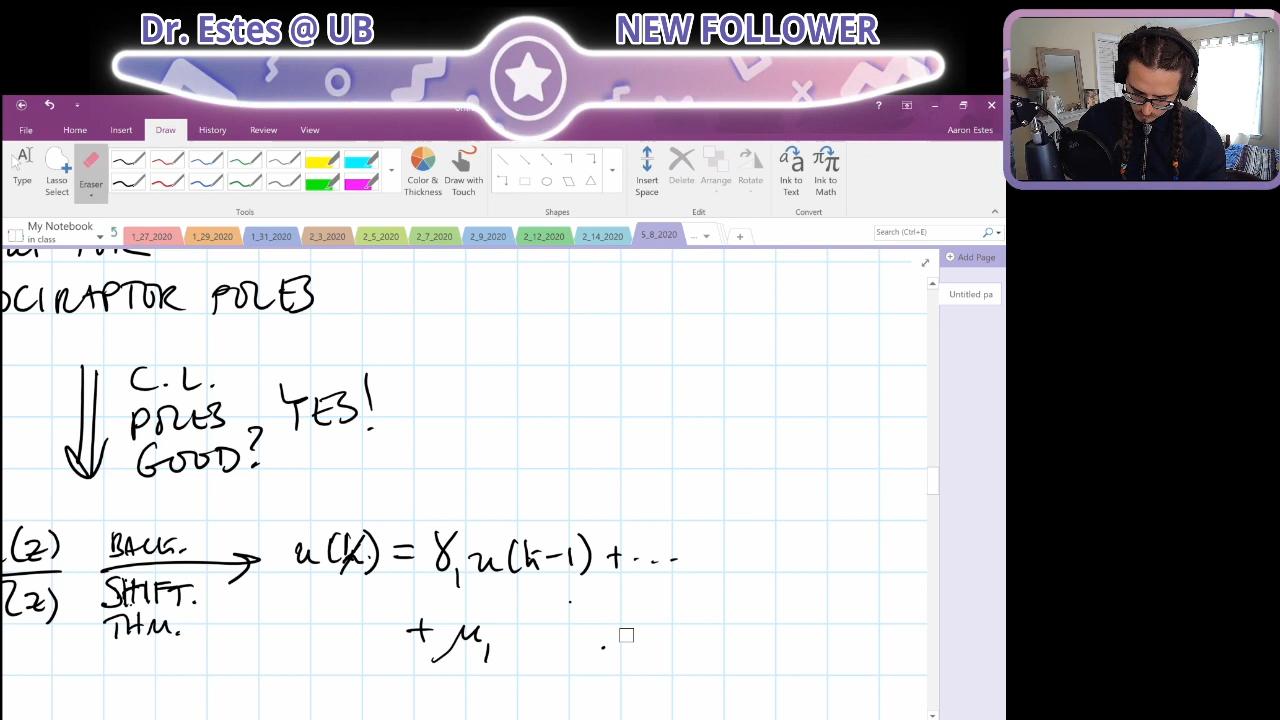 Dr. Estes @ UB NEW FOLLOWER
File Home Insert Draw History Review View Aaron Estes
Type Lasso Select Eraser Color & Thickness Draw with Touch Insert Space Delete Arrange Rotate Ink to Text Ink to Math
Tools Shapes Edit Convert
My Notebook
in class
1_27_2020 1_29_2020 1_31_2020 2_3_2020 2_5_2020 2_7_2020 2_9_2020 2_12_2020 2_14_2020 5_8_2020 ... + Search (Ctrl+E)
+ Add Page
Untitled pa
OCIRAPTOR POLES
C.L.
POLES YES!
GOOD?
(z) BACK. u(k) = γ₁u(k-1) + ...
(z) SHIFT.
THM. + μ₁